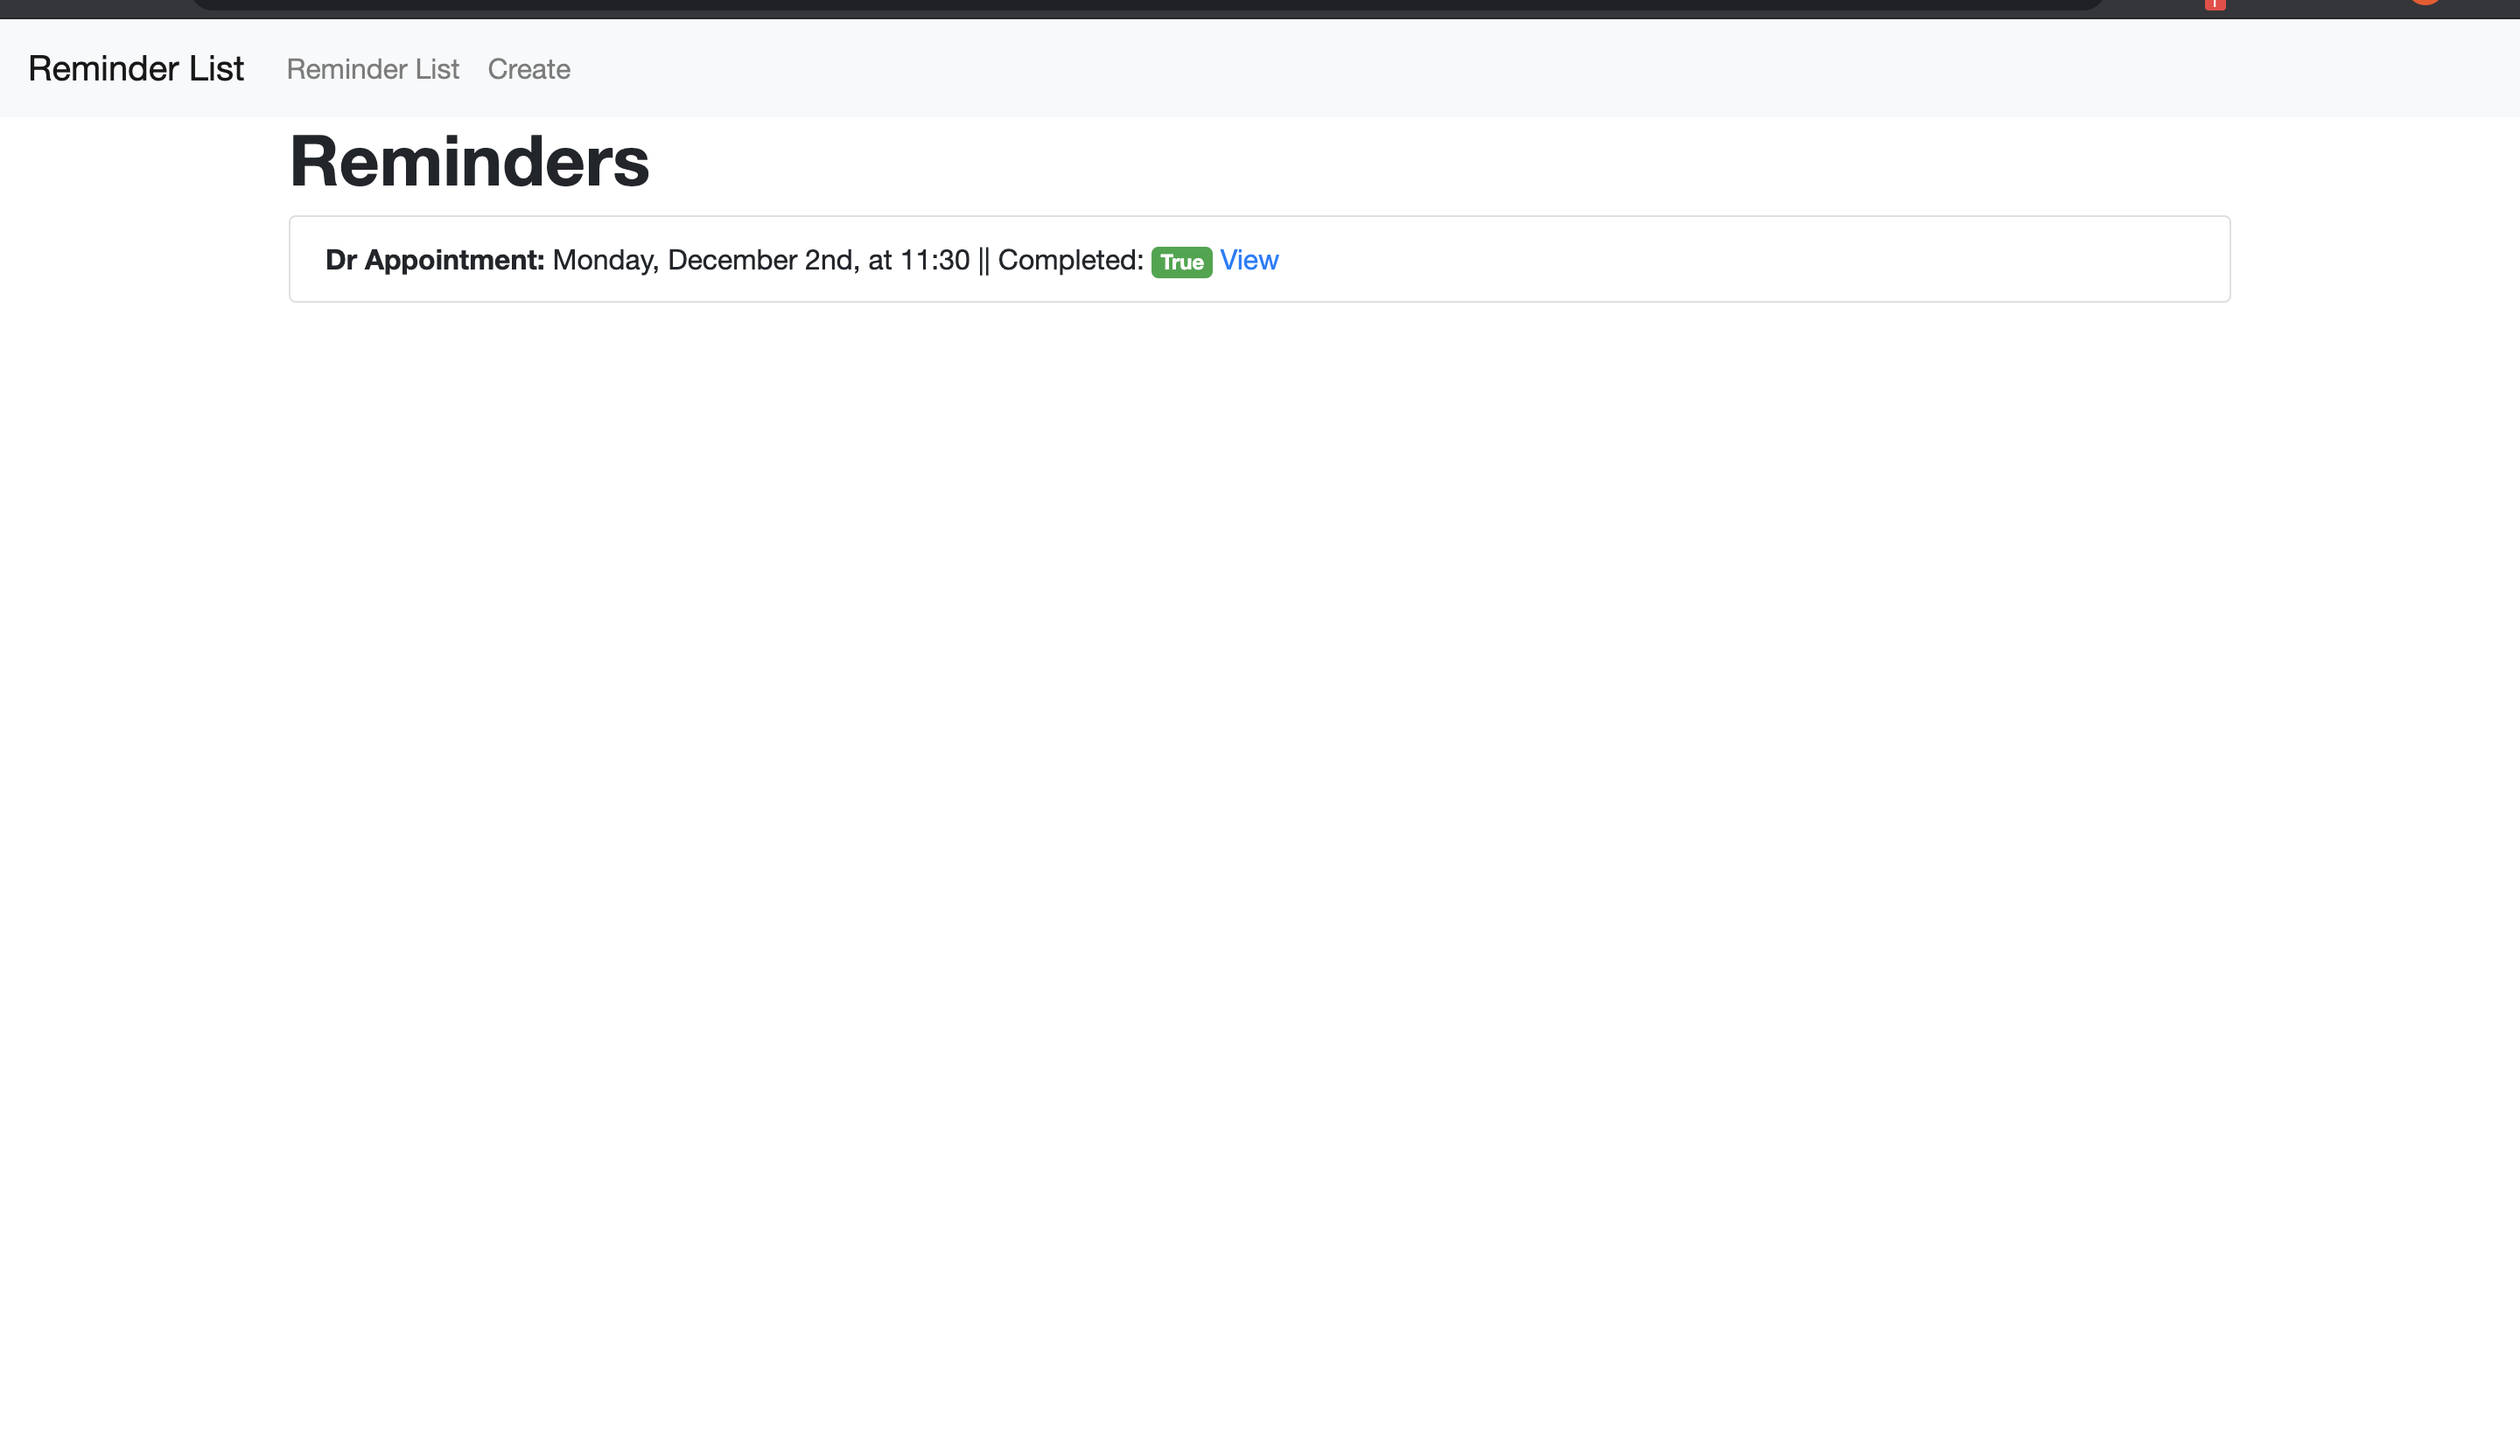 Reminder List Reminder List Create
Reminders
Dr Appointment: Monday, December 2nd, at 11:30 || Completed: True View